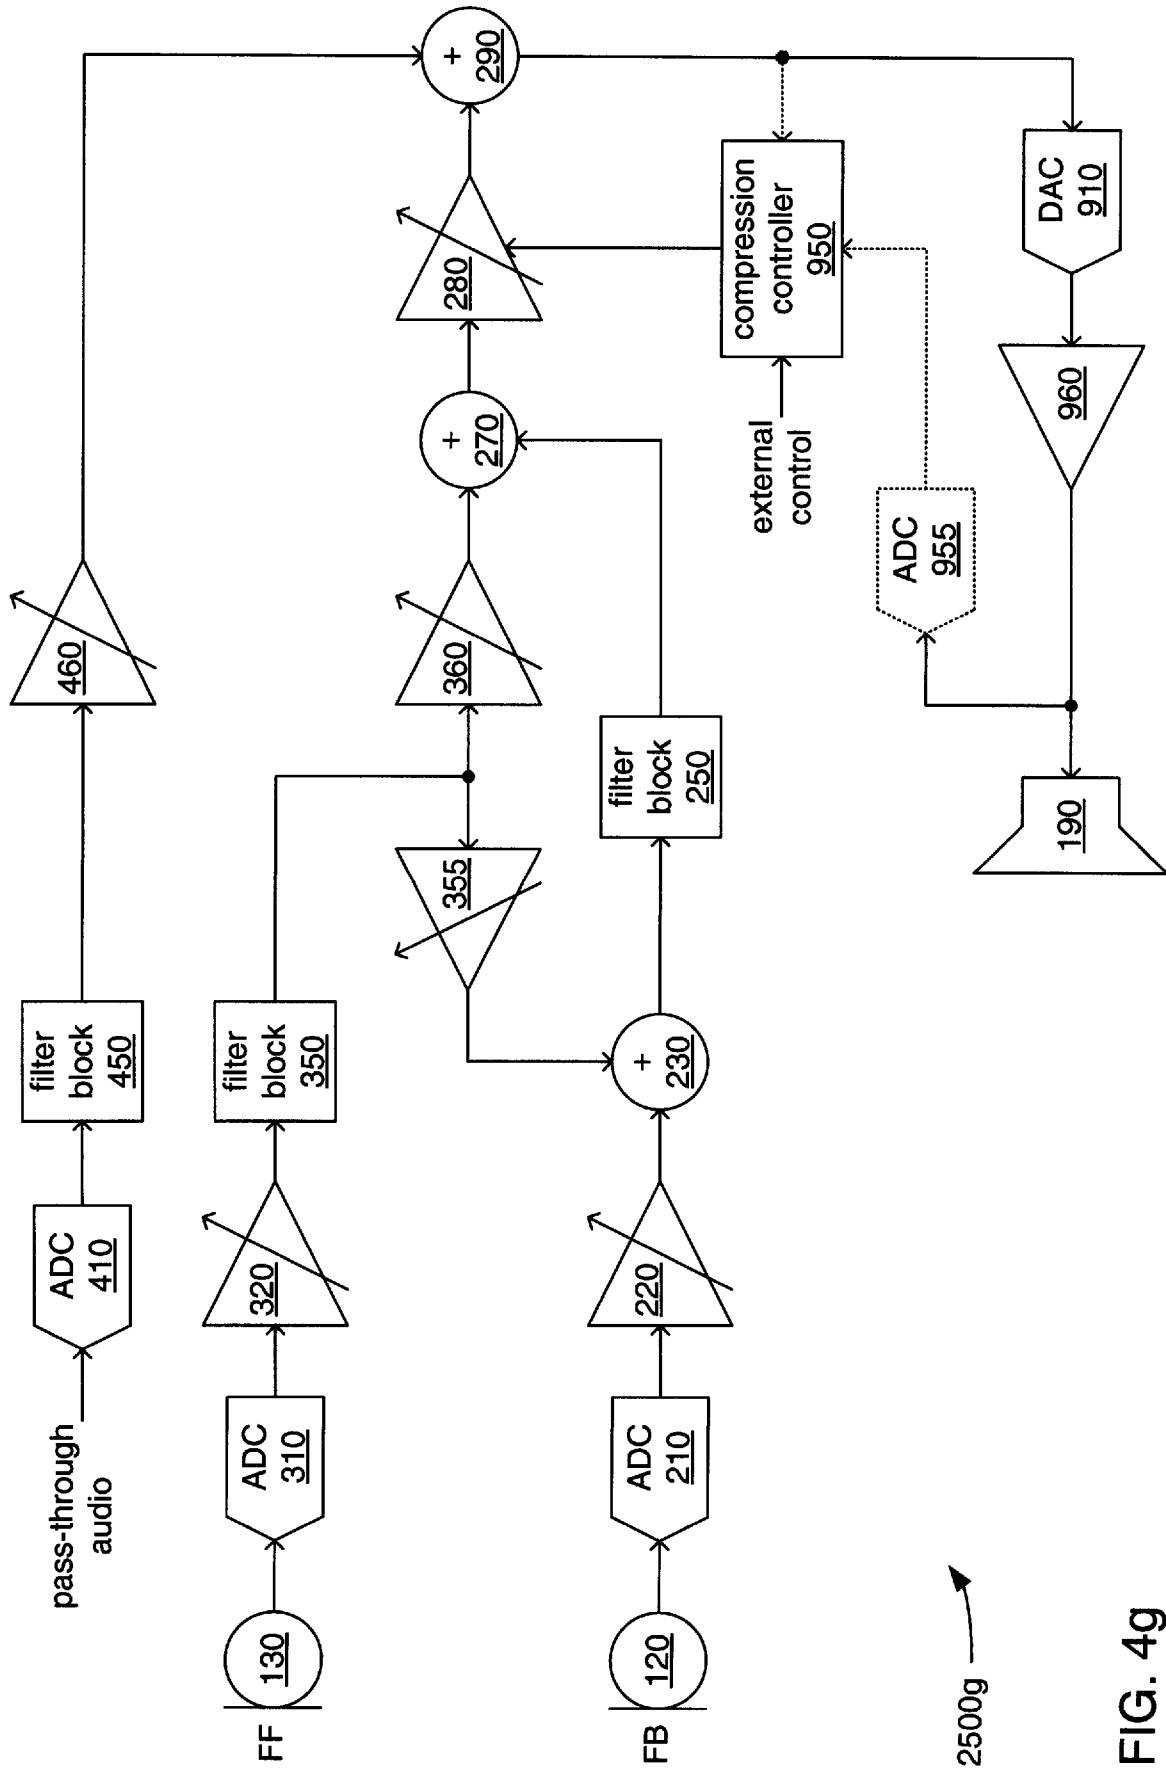 pass-through
audio
ADC
410
filter
block
450
460
+
290
FF
130
ADC
310
320
filter
block
350
355
360
+
270
280
FB
120
ADC
210
220
+
230
filter
block
250
external
control
compression
controller
950
ADC
955
DAC
910
960
190
2500g
FIG. 4g